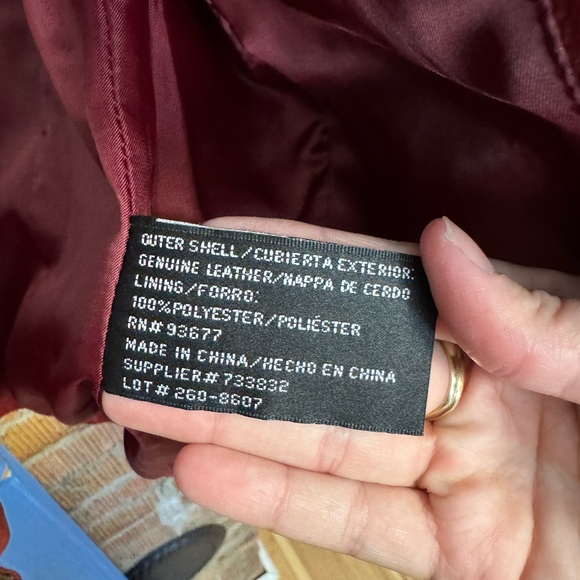 OUTER SHELL/CUBIERTA EXTERIOR:
GENUINE LEATHER/NAPPA DE CERDO
LINING/FORRO:
100%POLYESTER/POLIÉSTER
RN#93677
MADE IN CHINA/HECHO EN CHINA
SUPPLIER#733832
LOT#260-8607